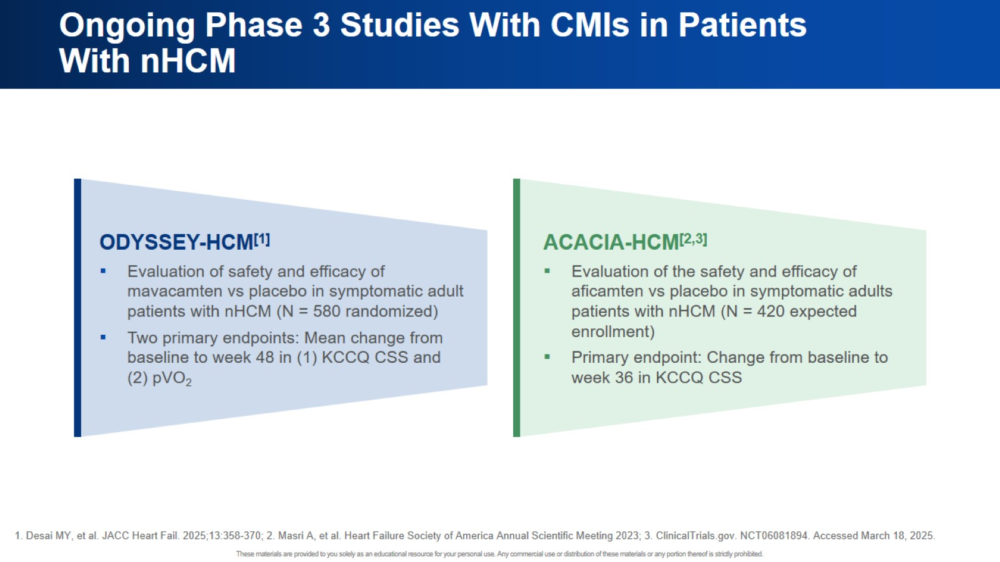 Ongoing Phase 3 Studies With CMIs in Patients
With nHCM
ODYSSEY-HCM[1]
▪ Evaluation of safety and efficacy of
mavacamten vs placebo in symptomatic adult
patients with nHCM (N = 580 randomized)
▪ Two primary endpoints: Mean change from
baseline to week 48 in (1) KCCQ CSS and
(2) pVO₂
ACACIA-HCM[2,3]
▪ Evaluation of the safety and efficacy of
aficamten vs placebo in symptomatic adults
patients with nHCM (N = 420 expected
enrollment)
▪ Primary endpoint: Change from baseline to
week 36 in KCCQ CSS
1. Desai MY, et al. JACC Heart Fail. 2025;13:358-370; 2. Masri A, et al. Heart Failure Society of America Annual Scientific Meeting 2023; 3. ClinicalTrials.gov. NCT06081894. Accessed March 18, 2025.
These materials are provided to you solely as an educational resource for your personal use. Any commercial use or distribution of these materials or any portion thereof is strictly prohibited.